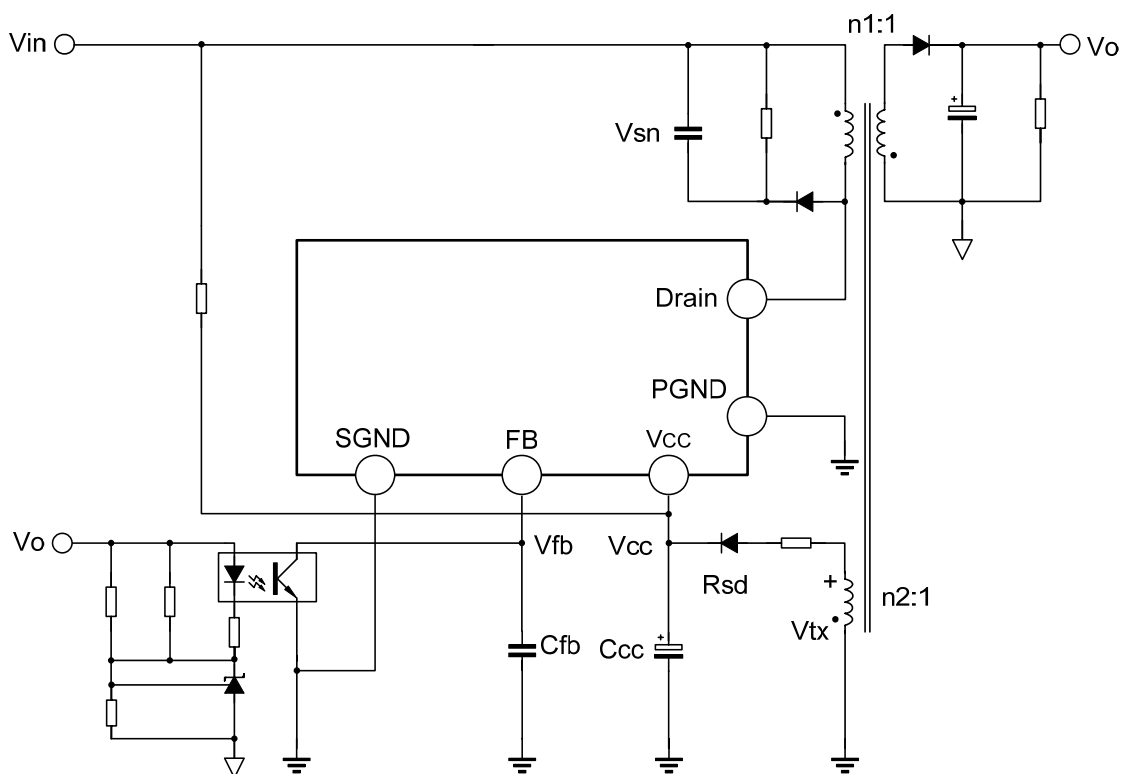 n1:1
Vin
Vo
+
Vsn
Drain
PGND
SGND
FB
VCC
Vo
Vfb
Vcc
Rsd
+
n2:1
Vtx
Cfb
Ccc
+